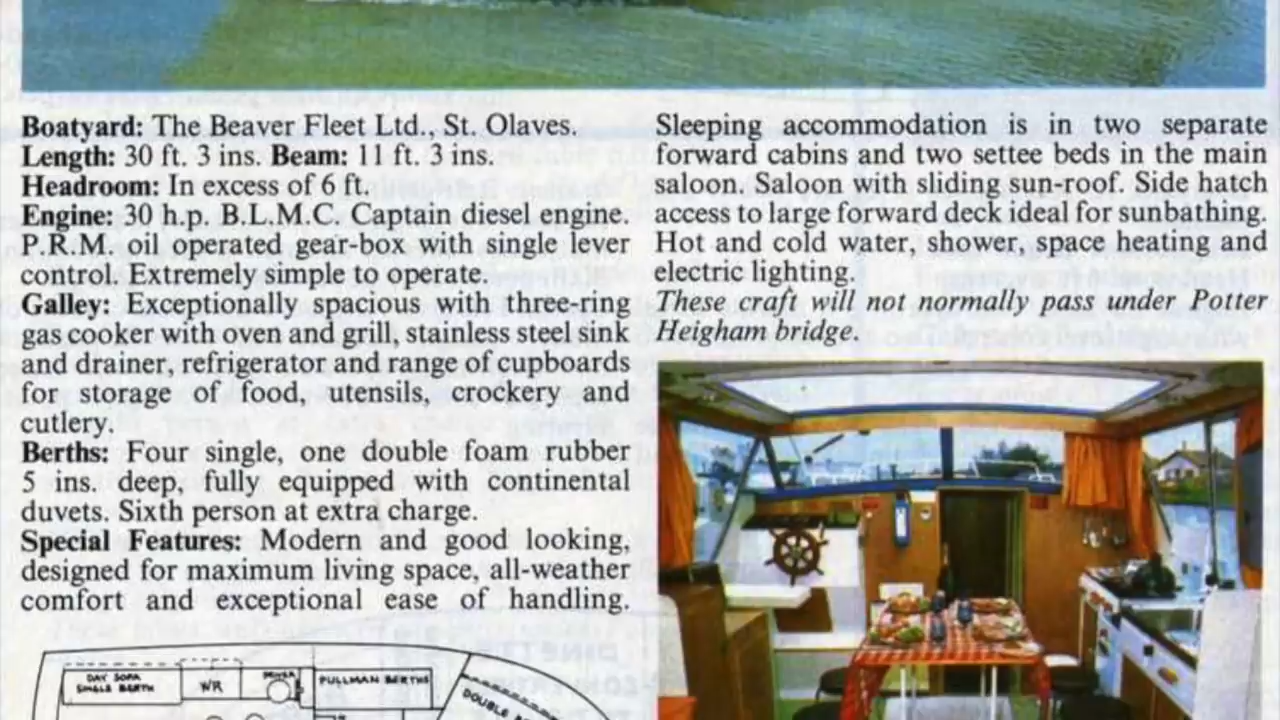 Boatyard: The Beaver Fleet Ltd., St. Olaves.
Length: 30 ft. 3 ins. Beam: 11 ft. 3 ins.
Headroom: In excess of 6 ft.
Engine: 30 h.p. B.L.M.C. Captain diesel engine.
P.R.M. oil operated gear-box with single lever
control. Extremely simple to operate.
Galley: Exceptionally spacious with three-ring
gas cooker with oven and grill, stainless steel sink
and drainer, refrigerator and range of cupboards
for storage of food, utensils, crockery and
cutlery.
Berths: Four single, one double foam rubber
5 ins. deep, fully equipped with continental
duvets. Sixth person at extra charge.
Special Features: Modern and good looking,
designed for maximum living space, all-weather
comfort and exceptional ease of handling.
Sleeping accommodation is in two separate
forward cabins and two settee beds in the main
saloon. Saloon with sliding sun-roof. Side hatch
access to large forward deck ideal for sunbathing.
Hot and cold water, shower, space heating and
electric lighting.
These craft will not normally pass under Potter
Heigham bridge.
DAY SOFA
SINGLE BERTH
WR
PULLMAN BERTHS
DOUBLE